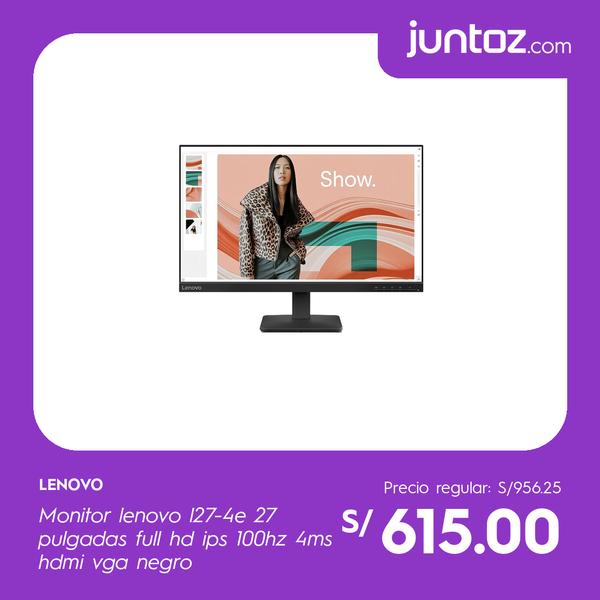 juntoz.com
Show.
Lenovo
LENOVO
Monitor lenovo l27-4e 27
pulgadas full hd ips 100hz 4ms
hdmi vga negro
Precio regular: S/956.25
S/ 615.00